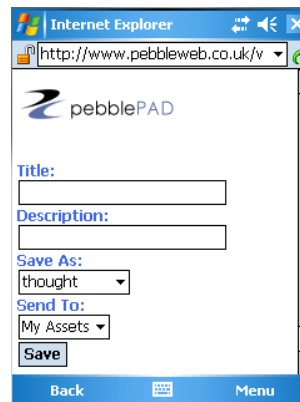 Internet Explorer
http://www.pebbleweb.co.uk/v
pebblePAD
Title:
Description:
Save As:
thought
Send To:
My Assets
Save
Back Menu